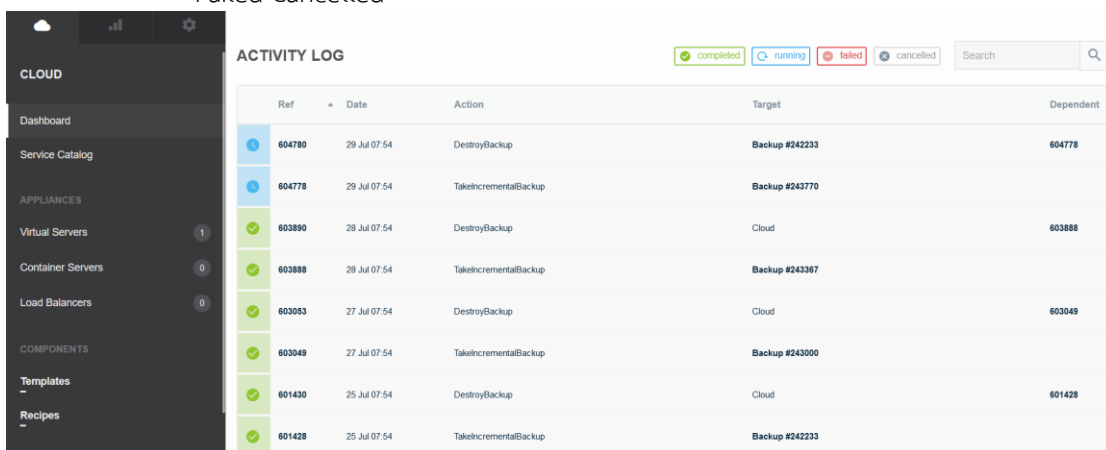 Failed Cancelled
CLOUD
Dashboard
Service Catalog
APPLIANCES
Virtual Servers 1
Container Servers 0
Load Balancers 0
COMPONENTS
Templates
Recipes
ACTIVITY LOG completed running failed cancelled Search
Ref Date Action Target Dependent
604780 29 Jul 07:54 DestroyBackup Backup #242233 604778
604778 29 Jul 07:54 TakeIncrementalBackup Backup #243770
603890 28 Jul 07:54 DestroyBackup Cloud 603888
603888 28 Jul 07:54 TakeIncrementalBackup Backup #243367
603053 27 Jul 07:54 DestroyBackup Cloud 603049
603049 27 Jul 07:54 TakeIncrementalBackup Backup #243000
601430 25 Jul 07:54 DestroyBackup Cloud 601428
601428 25 Jul 07:54 TakeIncrementalBackup Backup #242233